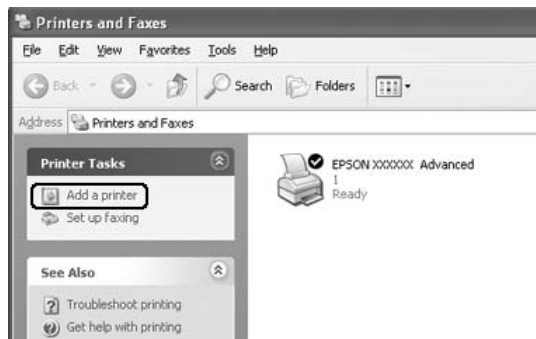 Printers and Faxes
File Edit View Favorites Tools Help
Back Search Folders
Address Printers and Faxes
Printer Tasks
Add a printer
Set up faxing
See Also
Troubleshoot printing
Get help with printing
EPSON XXXXXX Advanced
1
Ready